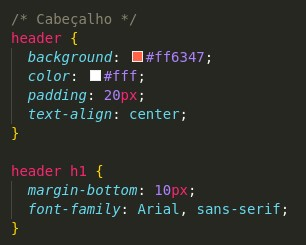 /* Cabeçalho */
header {
  background: #ff6347;
  color: #fff;
  padding: 20px;
  text-align: center;
}

header h1 {
  margin-bottom: 10px;
  font-family: Arial, sans-serif;
}